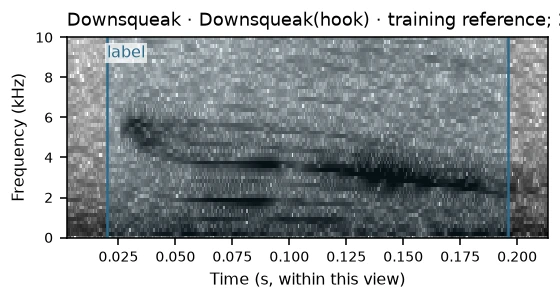 Downsqueak · Downsqueak(hook) · training reference;
label
10
8
6
4
2
0
Frequency (kHz)
0.025 0.050 0.075 0.100 0.125 0.150 0.175 0.200
Time (s, within this view)